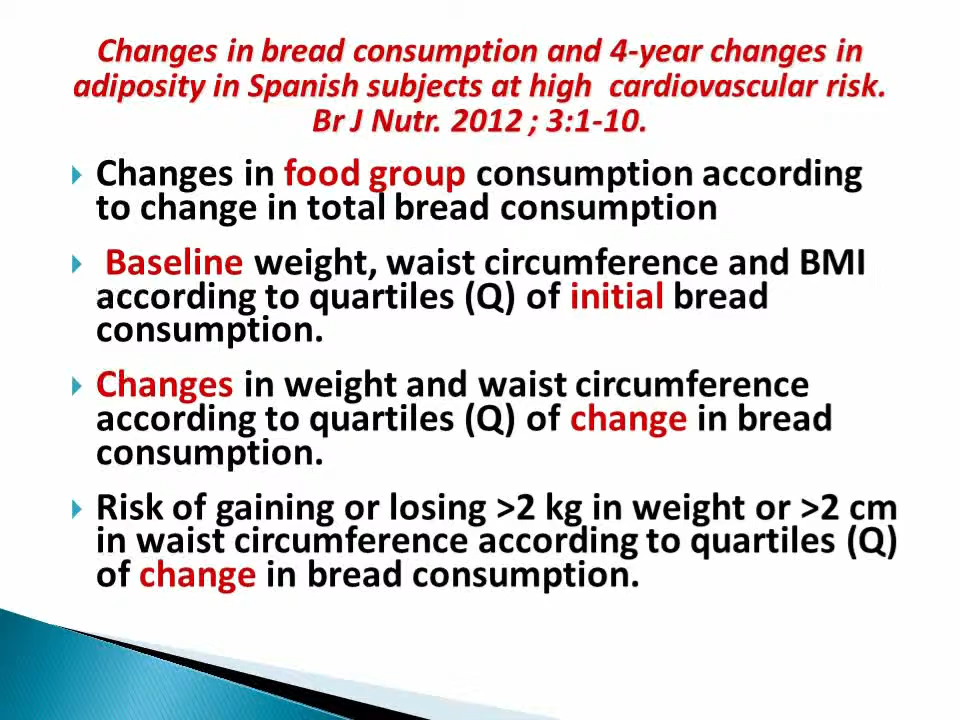 Changes in bread consumption and 4-year changes in
adiposity in Spanish subjects at high cardiovascular risk.
Br J Nutr. 2012 ; 3:1-10.
Changes in food group consumption according
to change in total bread consumption
Baseline weight, waist circumference and BMI
according to quartiles (Q) of initial bread
consumption.
Changes in weight and waist circumference
according to quartiles (Q) of change in bread
consumption.
Risk of gaining or losing >2 kg in weight or >2 cm
in waist circumference according to quartiles (Q)
of change in bread consumption.